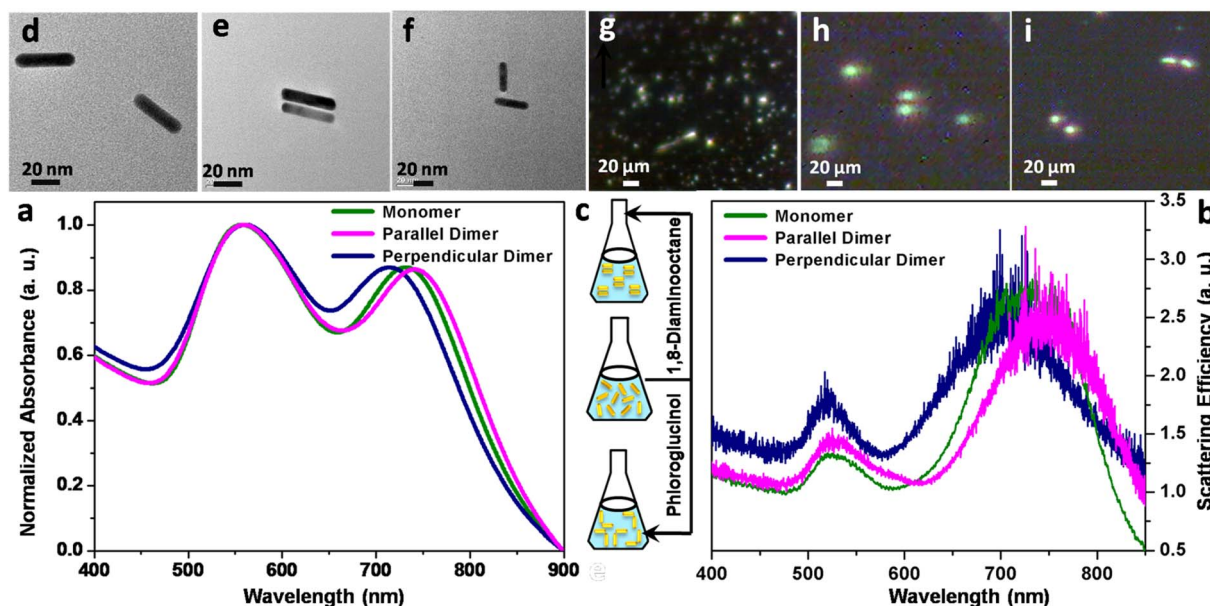 d
e
f
g
h
i
20 nm
20 nm
20 nm
20 µm
20 µm
20 µm
a
Monomer
Parallel Dimer
Perpendicular Dimer
Normalized Absorbance (a. u.)
1.0
0.8
0.6
0.4
0.2
0.0
400
500
600
700
800
900
Wavelength (nm)
c
1,8-Diaminooctane
Phloroglucinol
b
Monomer
Parallel Dimer
Perpendicular Dimer
3.5
3.0
2.5
2.0
1.5
1.0
0.5
Scattering Efficiency (a. u.)
400
500
600
700
800
Wavelength (nm)